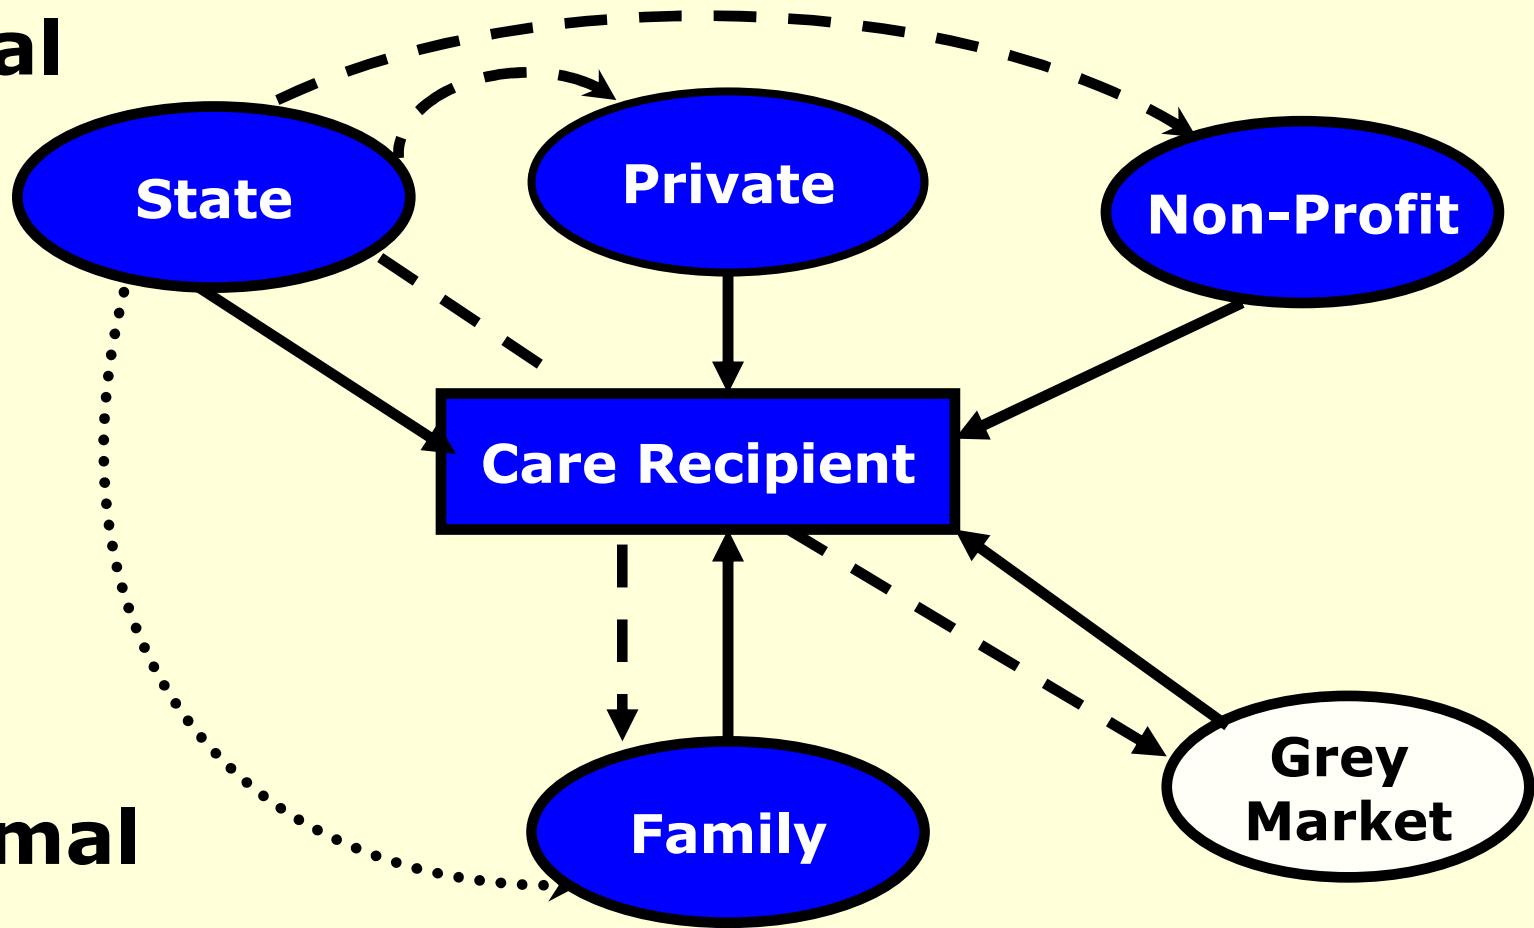 al
State
Private
Non-Profit
Care Recipient
Grey
Market
mal
Family